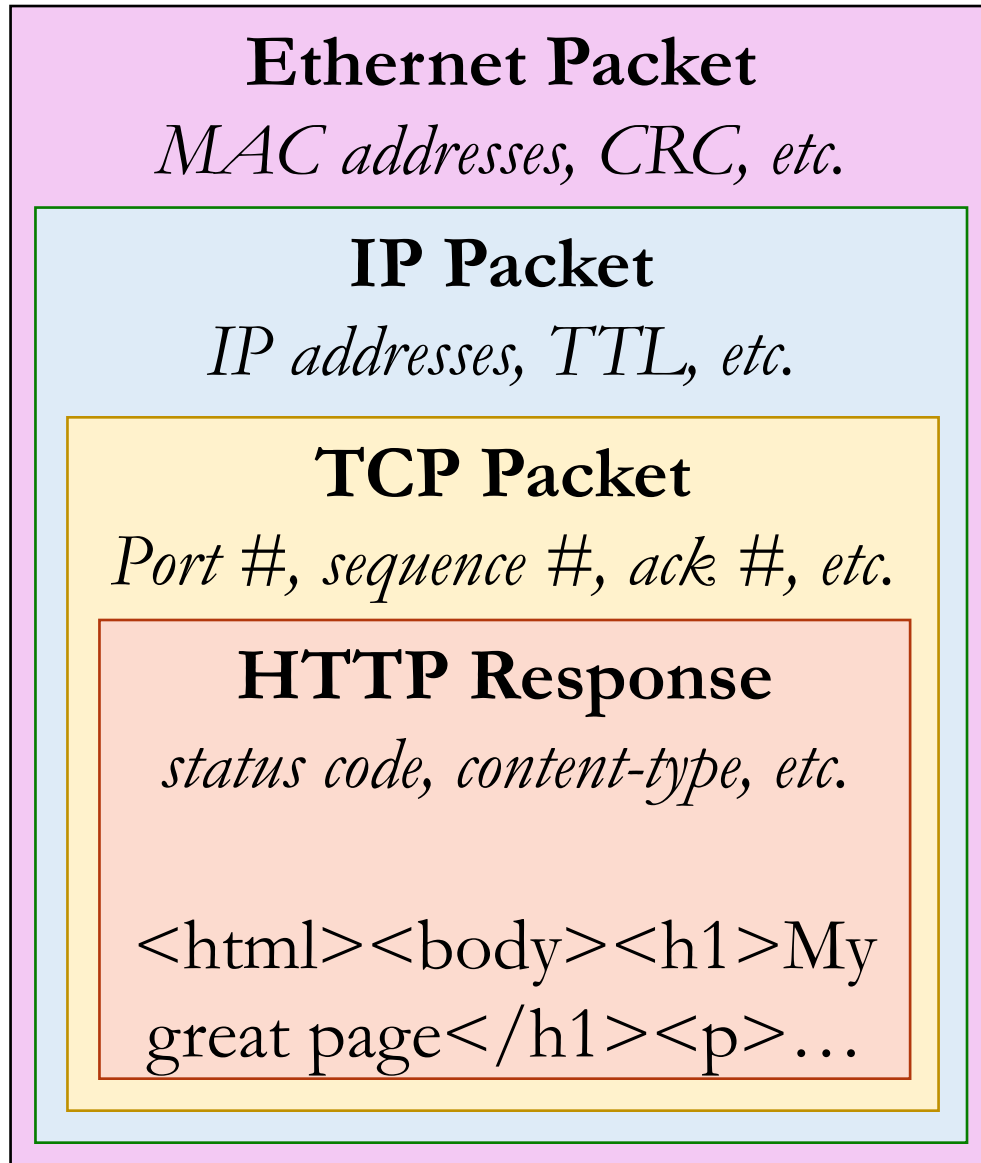 Ethernet Packet
MAC addresses, CRC, etc.
IP Packet
IP addresses, TTL, etc.
TCP Packet
Port #, sequence #, ack #, etc.
HTTP Response
status code, content-type, etc.
<html><body><h1>My
great page</h1><p>…